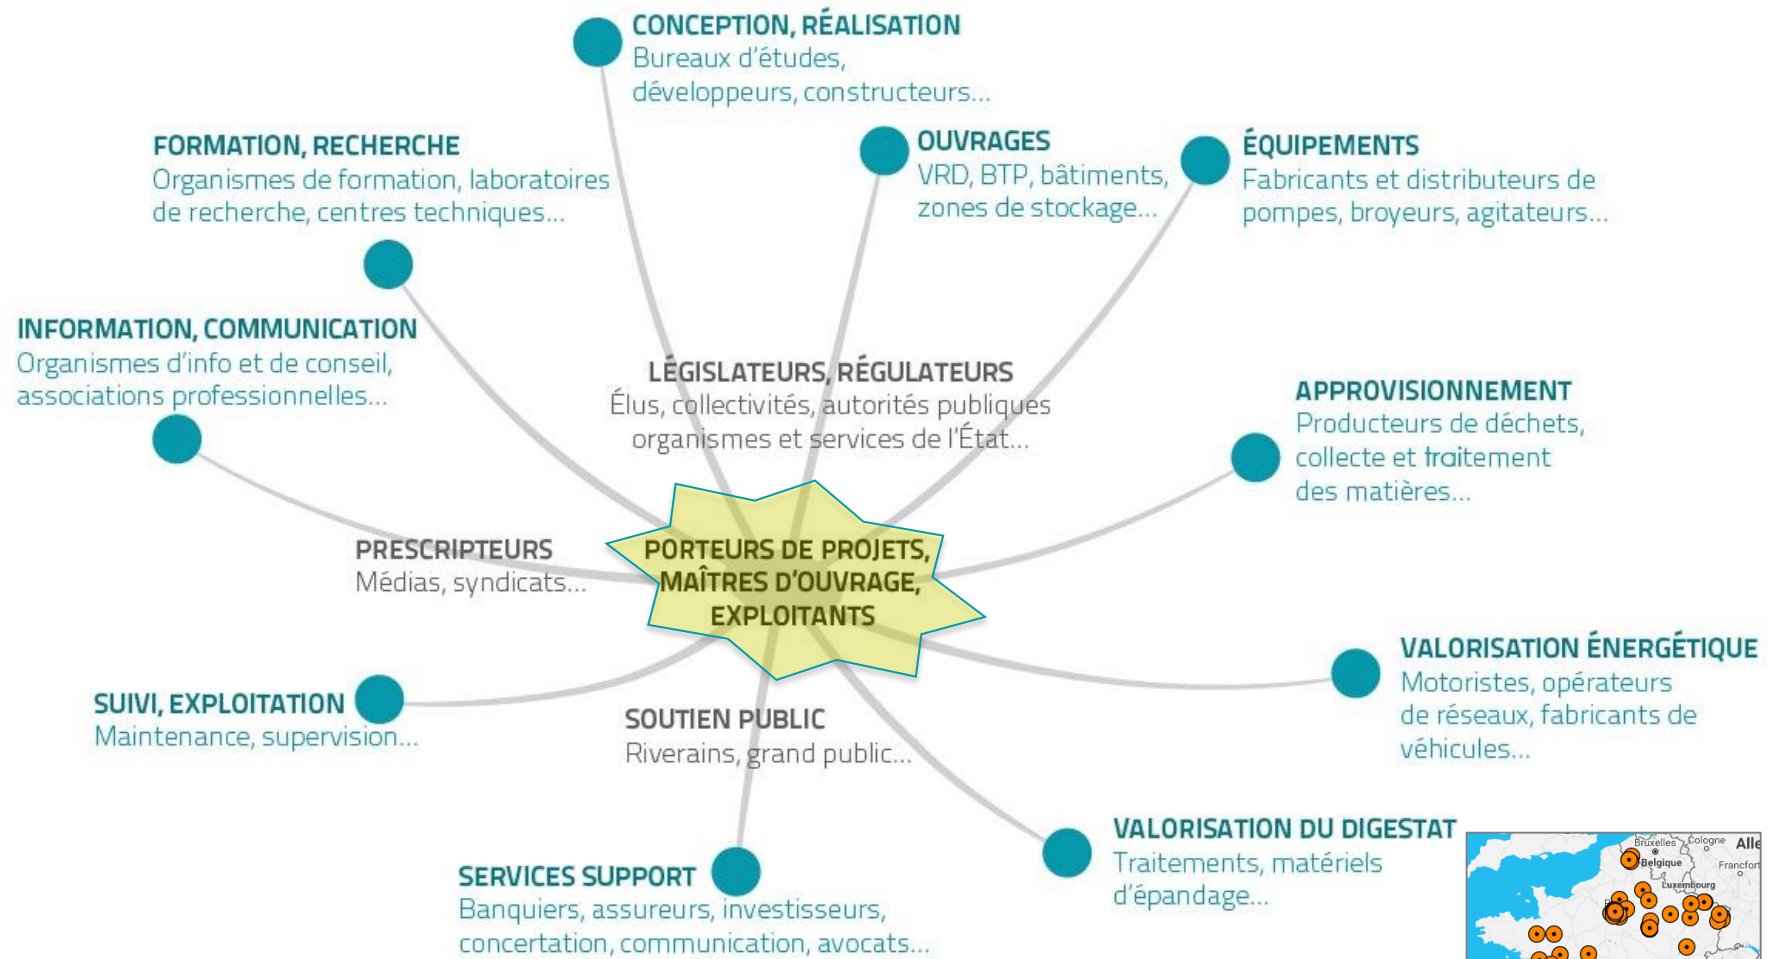 CONCEPTION, RÉALISATION
Bureaux d’études,
développeurs, constructeurs...
FORMATION, RECHERCHE
Organismes de formation, laboratoires
de recherche, centres techniques...
OUVRAGES
VRD, BTP, bâtiments,
zones de stockage...
ÉQUIPEMENTS
Fabricants et distributeurs de
pompes, broyeurs, agitateurs...
INFORMATION, COMMUNICATION
Organismes d’info et de conseil,
associations professionnelles...
LÉGISLATEURS, RÉGULATEURS
Élus, collectivités, autorités publiques
organismes et services de l’État...
APPROVISIONNEMENT
Producteurs de déchets,
collecte et traitement
des matières...
PRESCRIPTEURS
Médias, syndicats...
PORTEURS DE PROJETS,
MAÎTRES D’OUVRAGE,
EXPLOITANTS
VALORISATION ÉNERGÉTIQUE
Motoristes, opérateurs
de réseaux, fabricants de
véhicules...
SUIVI, EXPLOITATION
Maintenance, supervision...
SOUTIEN PUBLIC
Riverains, grand public...
VALORISATION DU DIGESTAT
Traitements, matériels
d’épandage...
SERVICES SUPPORT
Banquiers, assureurs, investisseurs,
concertation, communication, avocats...
Bruxelles
Cologne
Alle
Belgique
Francfort
Luxembourg